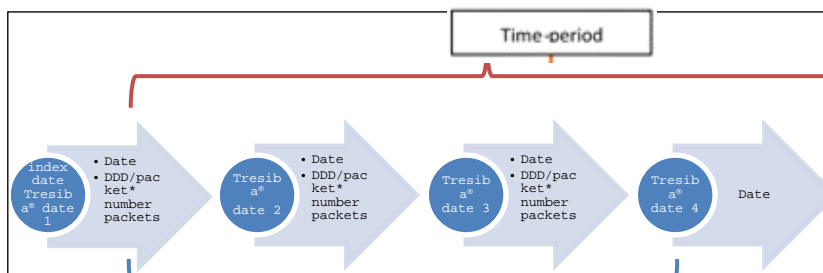 Time-period
index
date
Tresib
a® date
1
• Date
• DDD/pac
ket*
number
packets
Tresib
a®
date 2
• Date
• DDD/pac
ket*
number
packets
Tresib
a®
date 3
• Date
• DDD/pac
ket*
number
packets
Tresib
a®
date 4
Date